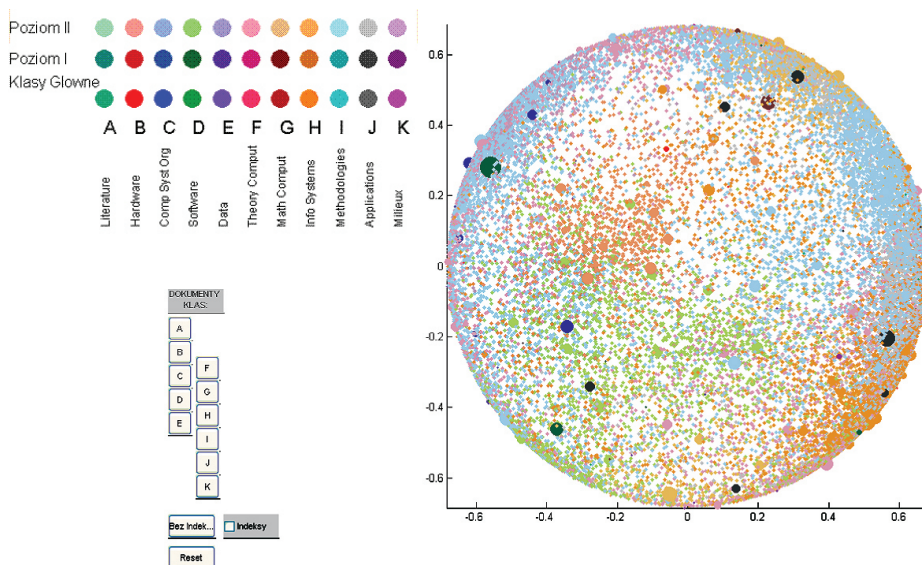 Poziom II
Poziom I
Klasy Glowne
A B C D E F G H I J K
Literature
Hardware
Comp Syst Org
Software
Data
Theory Comput
Math Comput
Info Systems
Methodologies
Applications
Milieux
DOKUMENTY
KLAS:
A
B
C
D
E
F
G
H
I
J
K
Bez Indek...
Indeksy
Reset
0.6
0.4
0.2
0
-0.2
-0.4
-0.6
-0.6 -0.4 -0.2 0 0.2 0.4 0.6